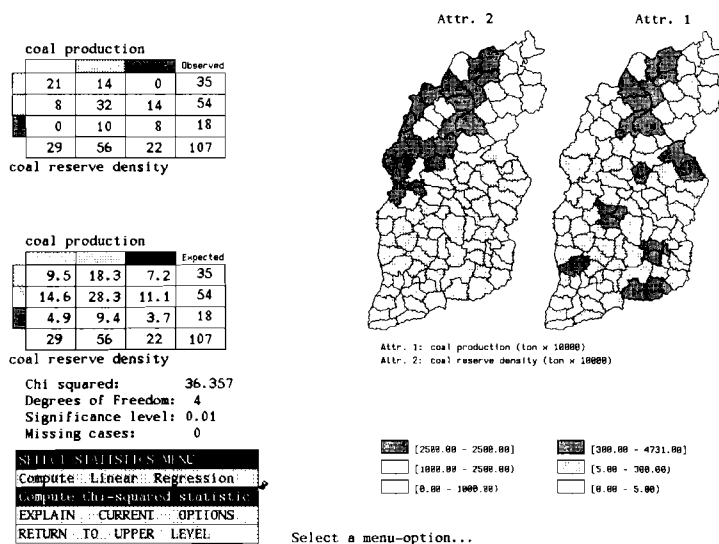 Attr. 2 Attr. 1
coal production
Observed
21 14 0 35
8 32 14 54
0 10 8 18
29 56 22 107
coal reserve density
coal production
Expected
9.5 18.3 7.2 35
14.6 28.3 11.1 54
4.9 9.4 3.7 18
29 56 22 107
coal reserve density
Chi squared: 36.357
Degrees of Freedom: 4
Significance level: 0.01
Missing cases: 0
SELECT STATISTICS MENU
Compute Linear Regression
Compute Chi-squared statistic
EXPLAIN CURRENT OPTIONS
RETURN TO UPPER LEVEL
Attr. 1: coal production (ton x 10000)
Attr. 2: coal reserve density (ton x 10000)
[2500.00 - 2500.00] [300.00 - 4731.00]
[1000.00 - 2500.00) [5.00 - 300.00)
[0.00 - 1000.00) [0.00 - 5.00)
Select a menu-option...